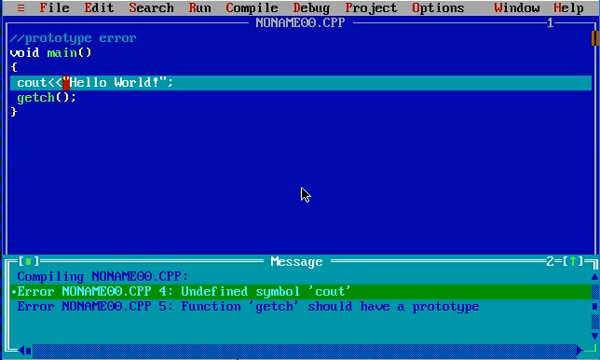 ≡ File Edit Search Run Compile Debug Project Options Window Help
NONAME00.CPP 1
//prototype error
void main()
{
cout<<"Hello World!";
getch();
}
Message 2=[↑]
Compiling NONAME00.CPP:
•Error NONAME00.CPP 4: Undefined symbol 'cout'
Error NONAME00.CPP 5: Function 'getch' should have a prototype